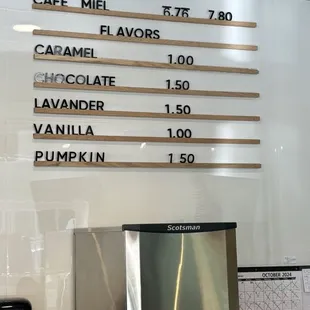 CAFE MIEL 6.76 7.80
FLAVORS
CARAMEL 1.00
CHOCOLATE 1.50
LAVANDER 1.50
VANILLA 1.00
PUMPKIN 1 50
Scotsman
OCTOBER 2024